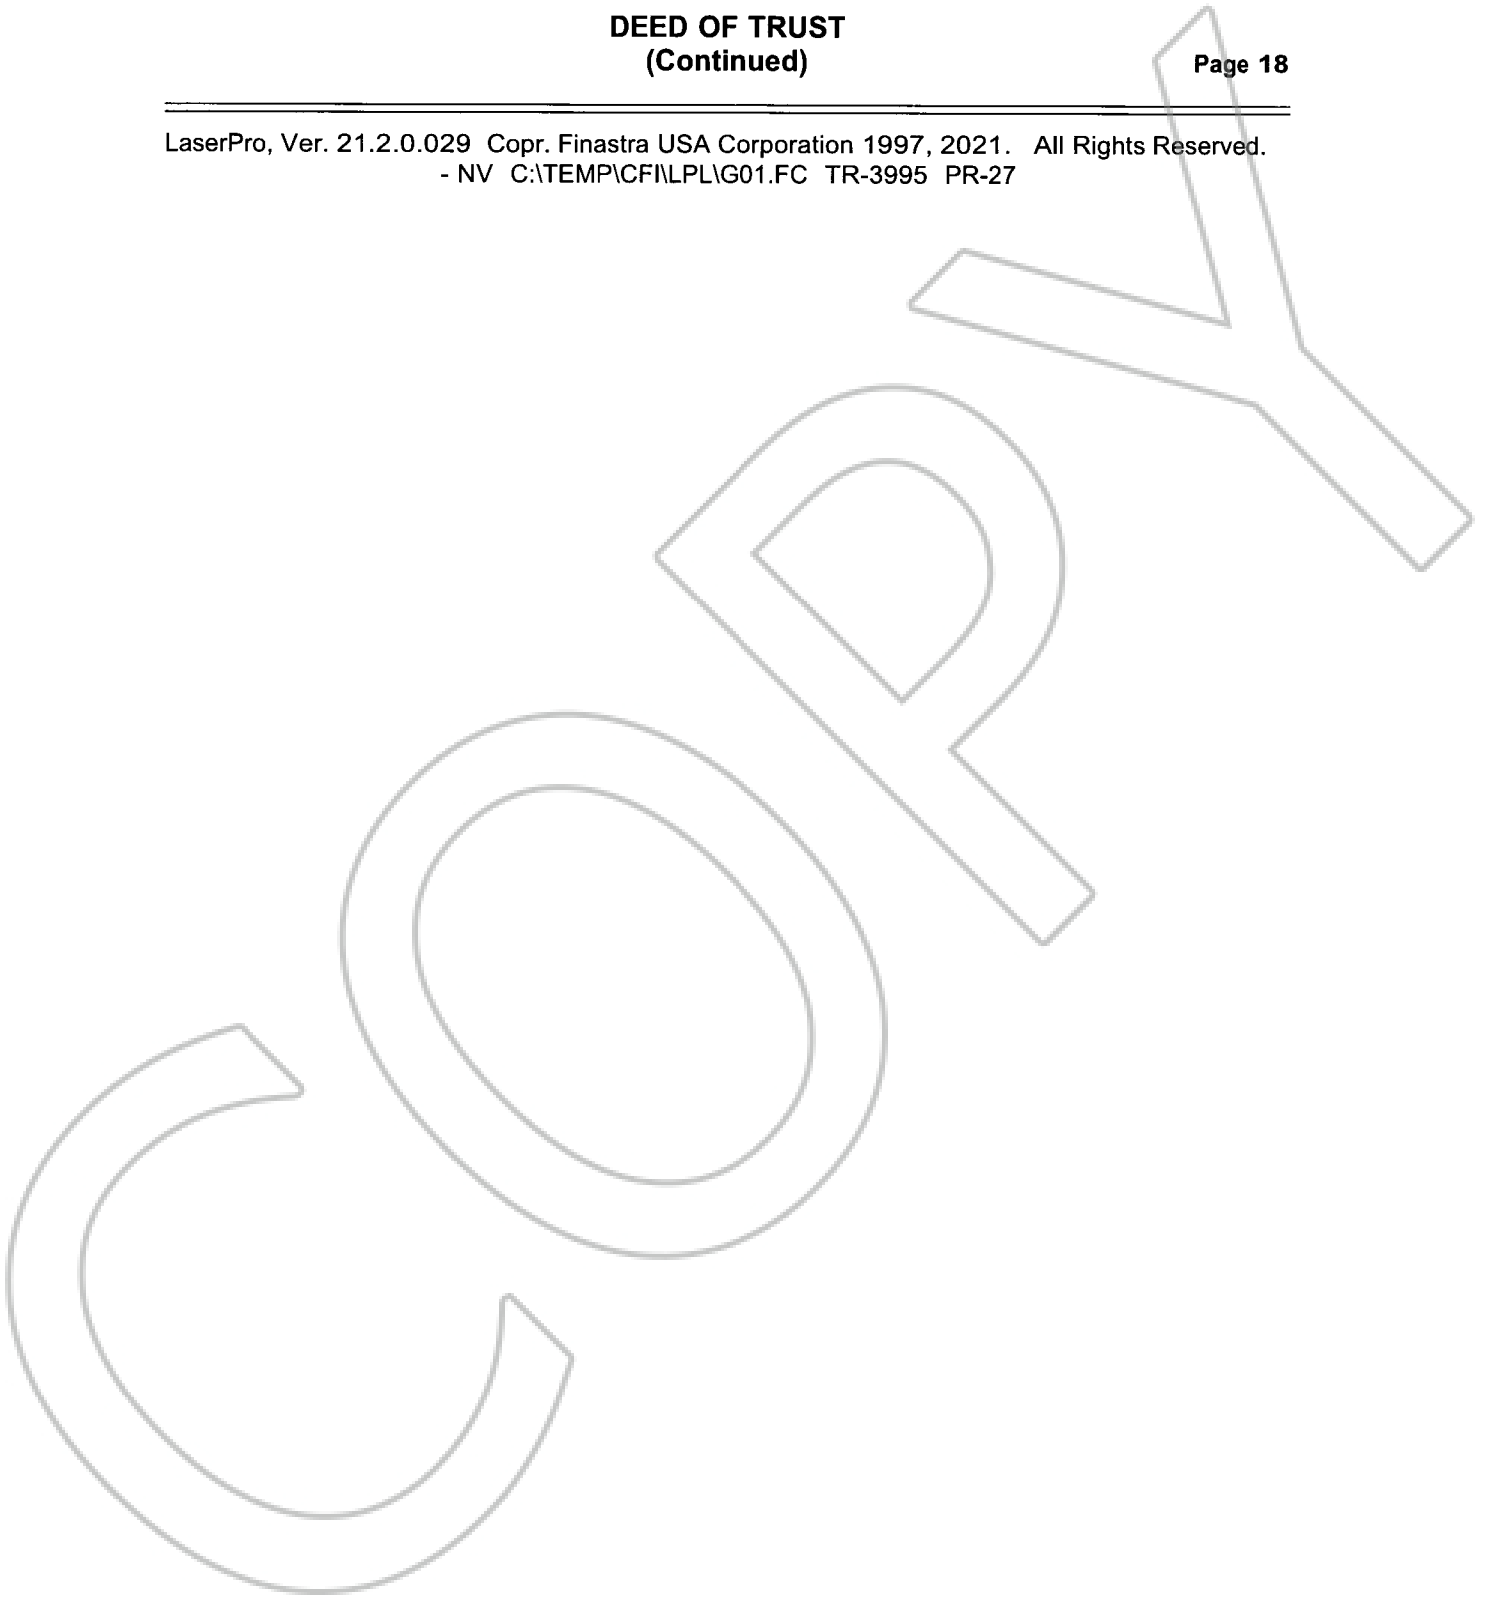 DEED OF TRUST
(Continued)
Page 18
LaserPro, Ver. 21.2.0.029 Copr. Finastra USA Corporation 1997, 2021. All Rights Reserved.
- NV C:\TEMP\CFI\LPL\G01.FC TR-3995 PR-27
COPY